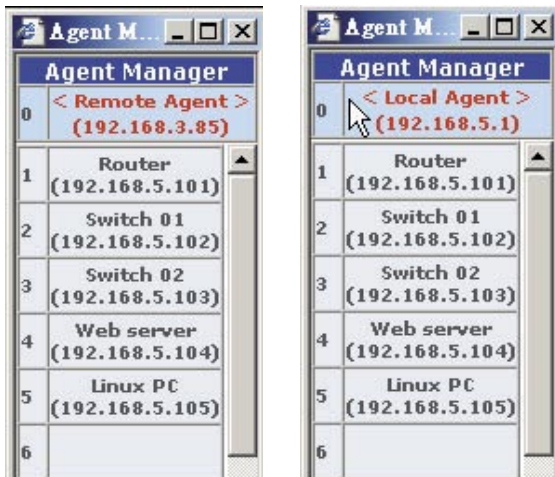 Agent M...
Agent Manager
0
< Remote Agent >
(192.168.3.85)
1
Router
(192.168.5.101)
2
Switch 01
(192.168.5.102)
3
Switch 02
(192.168.5.103)
4
Web server
(192.168.5.104)
5
Linux PC
(192.168.5.105)
6
Agent M...
Agent Manager
0
< Local Agent >
(192.168.5.1)
1
Router
(192.168.5.101)
2
Switch 01
(192.168.5.102)
3
Switch 02
(192.168.5.103)
4
Web server
(192.168.5.104)
5
Linux PC
(192.168.5.105)
6